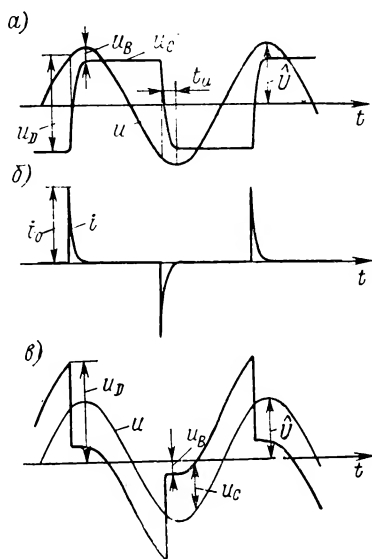 а)
u_B
u_C
t_u
Û
u_D
u
t
б)
i_0
i
t
в)
u_D
u
u_B
Û
u_C
t